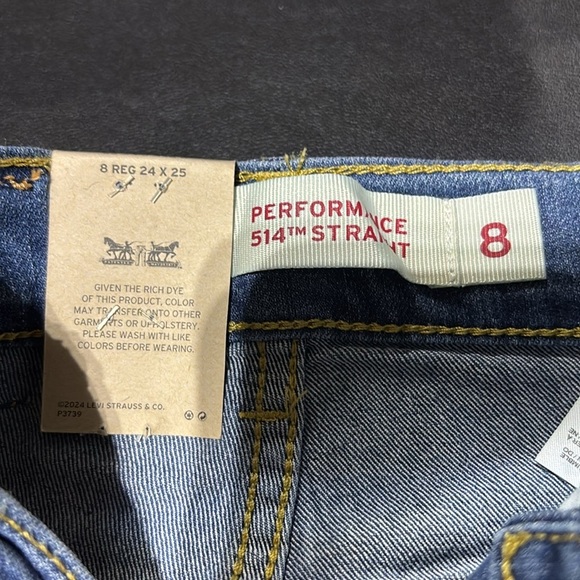 8 REG 24 X 25
GIVEN THE RICH DYE
OF THIS PRODUCT, COLOR
MAY TRANSFER ONTO OTHER
GARMENTS OR UPHOLSTERY.
PLEASE WASH WITH LIKE
COLORS BEFORE WEARING.
©2024 LEVI STRAUSS & CO.
P3739
PERFORMANCE
514™ STRAIGHT
8